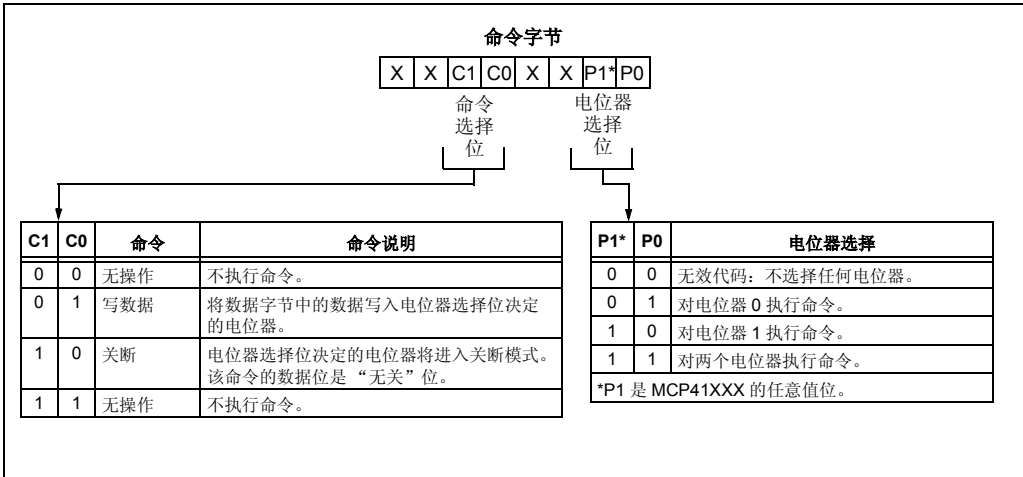 命令字节
X X C1 C0 X X P1* P0
命令
选择
位
电位器
选择
位
C1 C0 命令 命令说明
0 0 无操作 不执行命令。
0 1 写数据 将数据字节中的数据写入电位器选择位决定
的电位器。
1 0 关断 电位器选择位决定的电位器将进入关断模式。
该命令的数据位是“无关”位。
1 1 无操作 不执行命令。
P1* P0 电位器选择
0 0 无效代码：不选择任何电位器。
0 1 对电位器 0 执行命令。
1 0 对电位器 1 执行命令。
1 1 对两个电位器执行命令。
*P1 是 MCP41XXX 的任意值位。